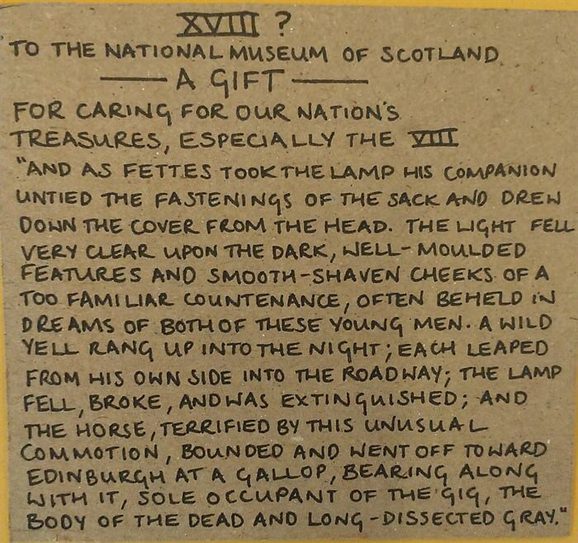 XVIII ?
TO THE NATIONAL MUSEUM OF SCOTLAND
— A GIFT —
FOR CARING FOR OUR NATION'S
TREASURES, ESPECIALLY THE VIII
"AND AS FETTES TOOK THE LAMP HIS COMPANION
UNTIED THE FASTENINGS OF THE SACK AND DREW
DOWN THE COVER FROM THE HEAD. THE LIGHT FELL
VERY CLEAR UPON THE DARK, WELL-MOULDED
FEATURES AND SMOOTH-SHAVEN CHEEKS OF A
TOO FAMILIAR COUNTENANCE, OFTEN BEHELD IN
DREAMS OF BOTH OF THESE YOUNG MEN. A WILD
YELL RANG UP INTO THE NIGHT; EACH LEAPED
FROM HIS OWN SIDE INTO THE ROADWAY; THE LAMP
FELL, BROKE, AND WAS EXTINGUISHED; AND
THE HORSE, TERRIFIED BY THIS UNUSUAL
COMMOTION, BOUNDED AND WENT OFF TOWARD
EDINBURGH AT A GALLOP, BEARING ALONG
WITH IT, SOLE OCCUPANT OF THE GIG, THE
BODY OF THE DEAD AND LONG-DISSECTED GRAY."